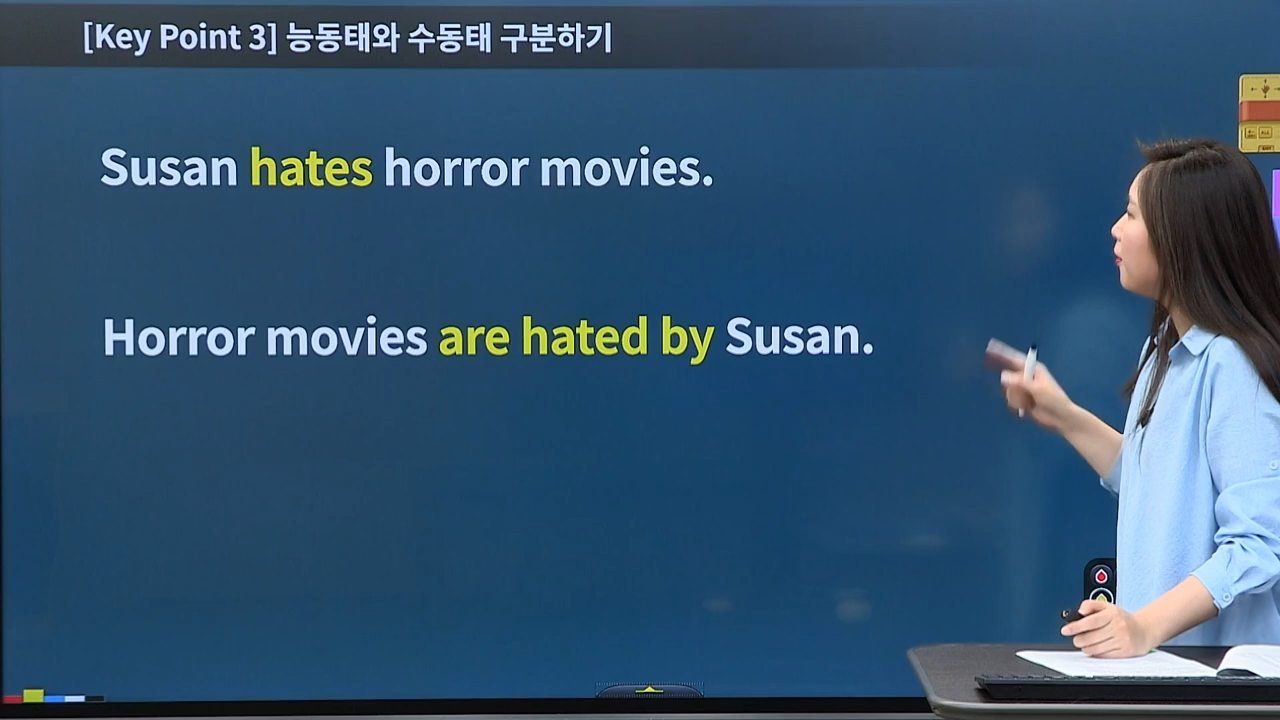 [Key Point 3] 능동태와 수동태 구분하기
Susan hates horror movies.
Horror movies are hated by Susan.